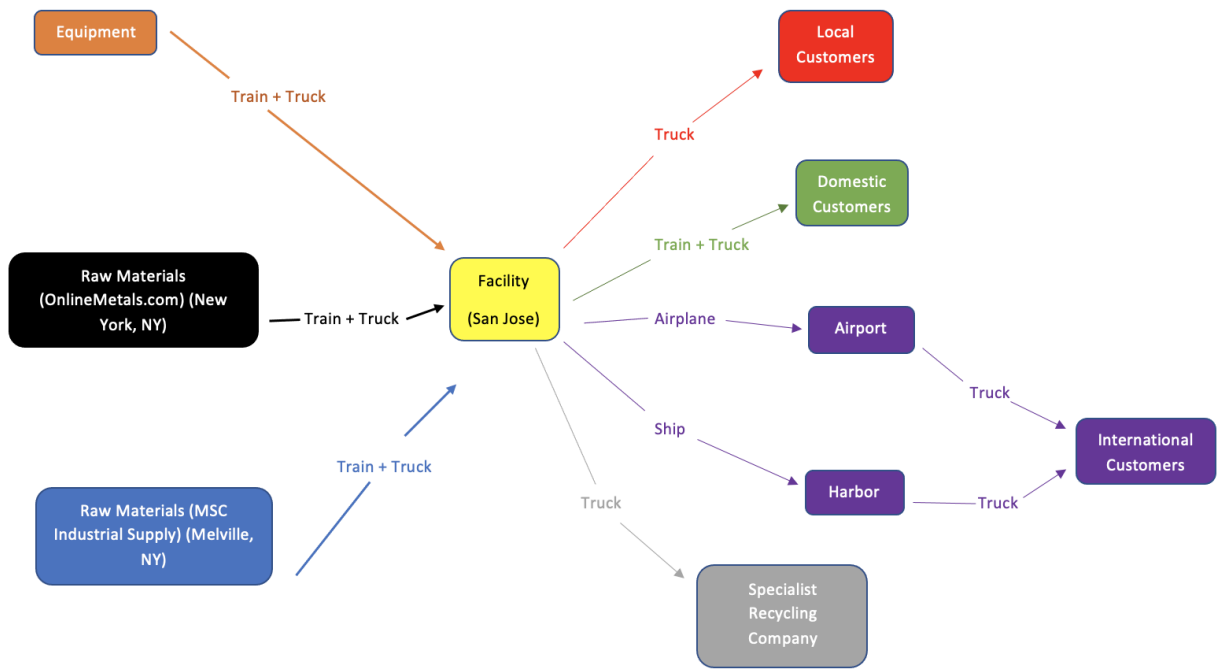 Equipment
Train + Truck
Raw Materials
(OnlineMetals.com) (New
York, NY)
Train + Truck
Raw Materials (MSC
Industrial Supply) (Melville,
NY)
Train + Truck
Facility
(San Jose)
Truck
Local
Customers
Train + Truck
Domestic
Customers
Airplane
Airport
Truck
Ship
Harbor
Truck
International
Customers
Truck
Specialist
Recycling
Company